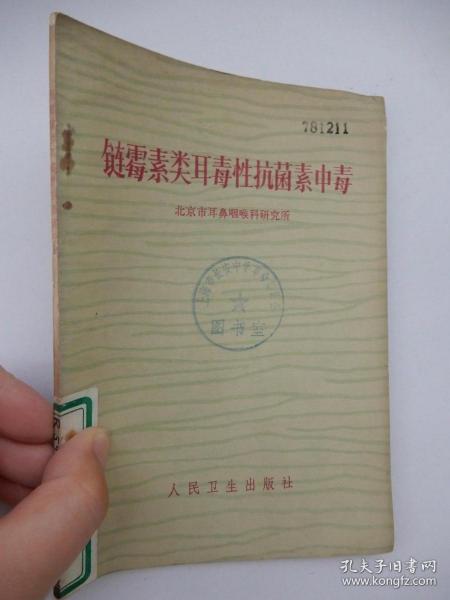 781211
链霉素类耳毒性抗菌素中毒
北京市耳鼻咽喉科研究所
图书室
人民卫生出版社
孔夫子旧书网
www.kongfz.com